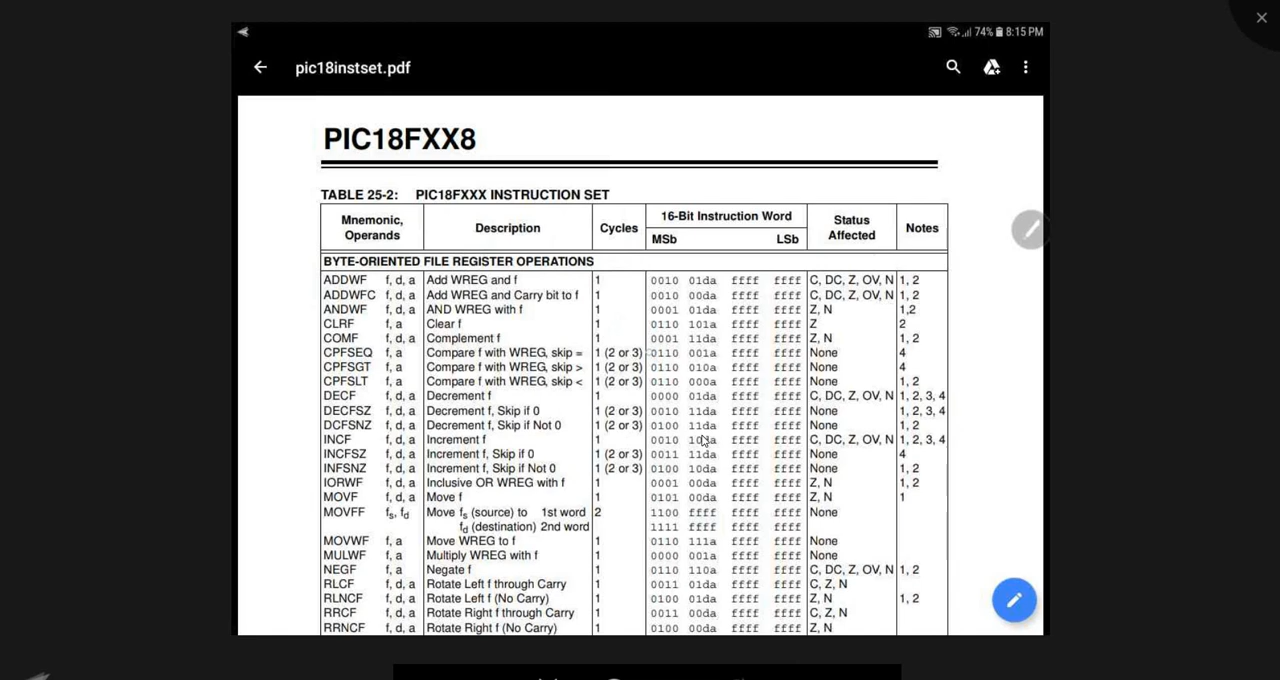 74% 8:15 PM
pic18instset.pdf
PIC18FXX8
TABLE 25-2: PIC18FXXX INSTRUCTION SET
Mnemonic, Operands Description Cycles 16-Bit Instruction Word MSb LSb Status Affected Notes
BYTE-ORIENTED FILE REGISTER OPERATIONS
ADDWF f, d, a Add WREG and f 1 0010 01da ffff ffff C, DC, Z, OV, N 1, 2
ADDWFC f, d, a Add WREG and Carry bit to f 1 0010 00da ffff ffff C, DC, Z, OV, N 1, 2
ANDWF f, d, a AND WREG with f 1 0001 01da ffff ffff Z, N 1,2
CLRF f, a Clear f 1 0110 101a ffff ffff Z 2
COMF f, d, a Complement f 1 0001 11da ffff ffff Z, N 1, 2
CPFSEQ f, a Compare f with WREG, skip = 1 (2 or 3) 0110 001a ffff ffff None 4
CPFSGT f, a Compare f with WREG, skip > 1 (2 or 3) 0110 010a ffff ffff None 4
CPFSLT f, a Compare f with WREG, skip < 1 (2 or 3) 0110 000a ffff ffff None 1, 2
DECF f, d, a Decrement f 1 0000 01da ffff ffff C, DC, Z, OV, N 1, 2, 3, 4
DECFSZ f, d, a Decrement f, Skip if 0 1 (2 or 3) 0010 11da ffff ffff None 1, 2, 3, 4
DCFSNZ f, d, a Decrement f, Skip if Not 0 1 (2 or 3) 0100 11da ffff ffff None 1, 2
INCF f, d, a Increment f 1 0010 10da ffff ffff C, DC, Z, OV, N 1, 2, 3, 4
INCFSZ f, d, a Increment f, Skip if 0 1 (2 or 3) 0011 11da ffff ffff None 4
INFSNZ f, d, a Increment f, Skip if Not 0 1 (2 or 3) 0100 10da ffff ffff None 1, 2
IORWF f, d, a Inclusive OR WREG with f 1 0001 00da ffff ffff Z, N 1, 2
MOVF f, d, a Move f 1 0101 00da ffff ffff Z, N 1
MOVFF fs, fd Move fs (source) to 1st word 2 1100 ffff ffff ffff None
fd (destination) 2nd word 1111 ffff ffff ffff
MOVWF f, a Move WREG to f 1 0110 111a ffff ffff None
MULWF f, a Multiply WREG with f 1 0000 001a ffff ffff None
NEGF f, a Negate f 1 0110 110a ffff ffff C, DC, Z, OV, N 1, 2
RLCF f, d, a Rotate Left f through Carry 1 0011 01da ffff ffff C, Z, N
RLNCF f, d, a Rotate Left f (No Carry) 1 0100 01da ffff ffff Z, N 1, 2
RRCF f, d, a Rotate Right f through Carry 1 0011 00da ffff ffff C, Z, N
RRNCF f, d, a Rotate Right f (No Carry) 1 0100 00da ffff ffff Z, N